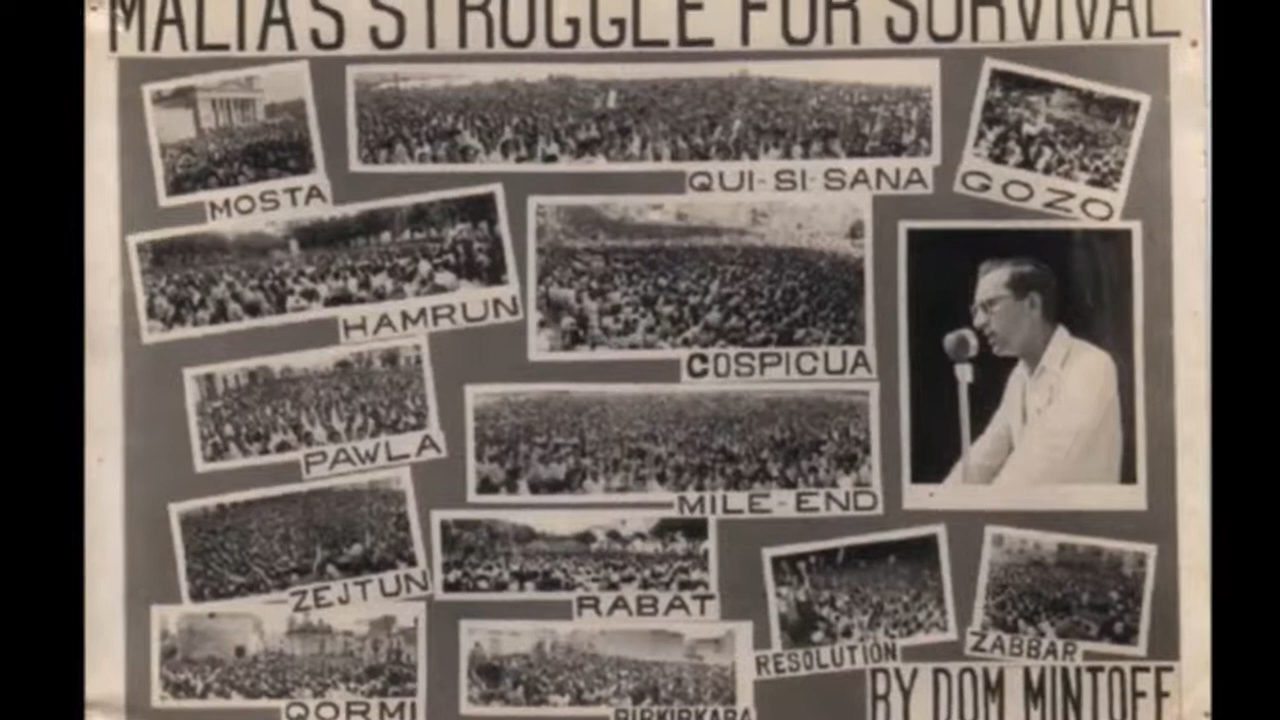 MALTA'S STRUGGLE FOR SURVIVAL
MOSTA
QUI-SI-SANA
GOZO
HAMRUN
COSPICUA
PAWLA
MILE-END
ZEJTUN
RABAT
RESOLUTION
ZABBAR
QORMI
BIRKIRKARA
BY DOM MINTOFF